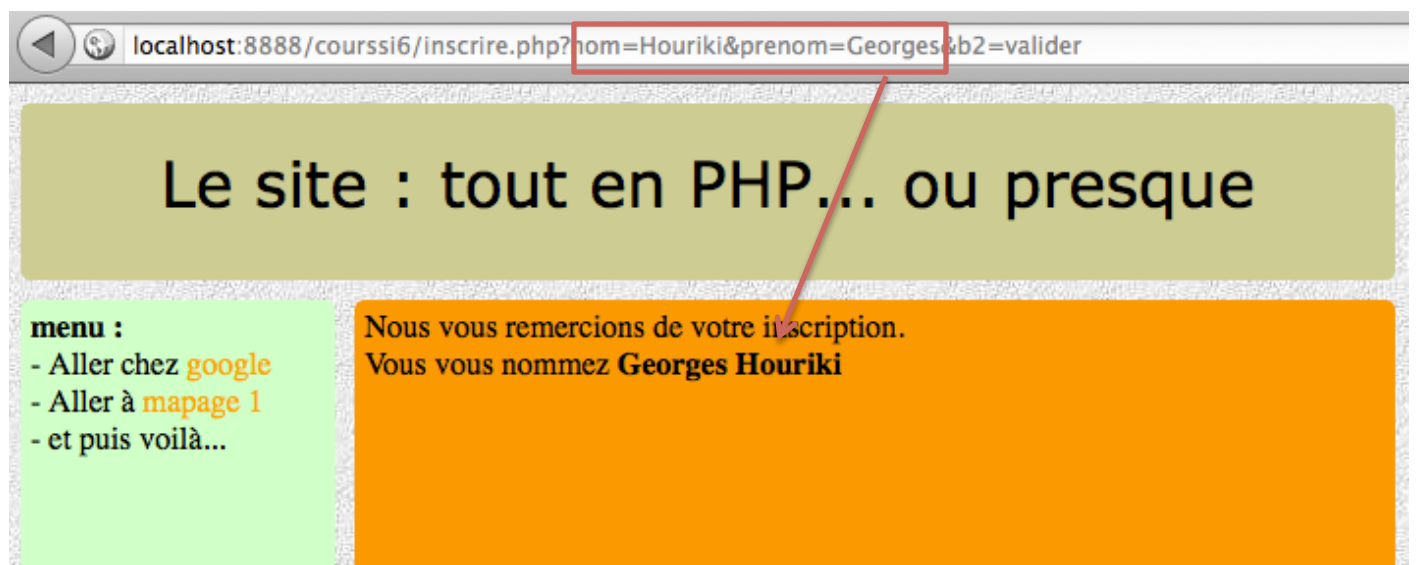 localhost:8888/courssi6/inscrire.php?nom=Houriki&prenom=Georges&b2=valider
Le site : tout en PHP... ou presque
menu :
- Aller chez google
- Aller à mapage 1
- et puis voilà...
Nous vous remercions de votre inscription.
Vous vous nommez Georges Houriki